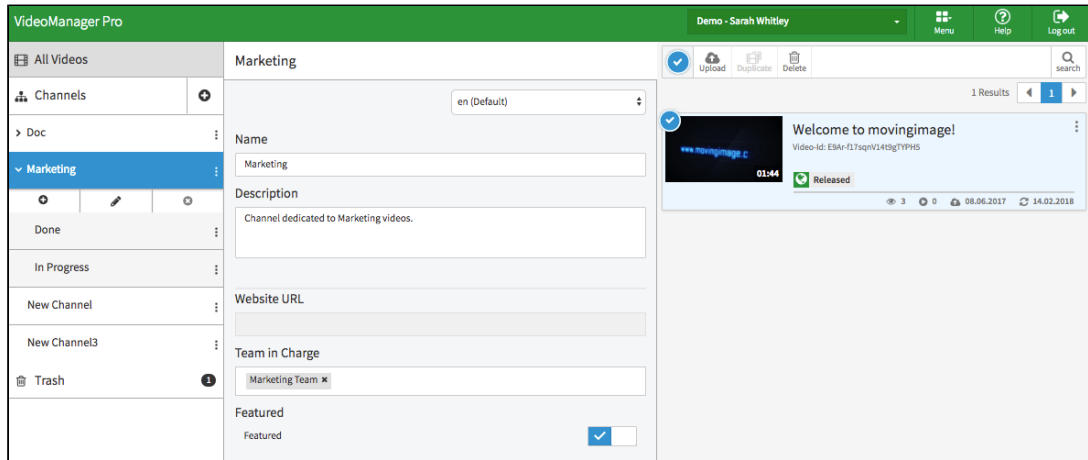 VideoManager Pro
Demo - Sarah Whitley
Menu
Help
Log out
All Videos
Channels
Doc
Marketing
Done
In Progress
New Channel
New Channel3
Trash
1
Marketing
en (Default)
Name
Marketing
Description
Channel dedicated to Marketing videos.
Website URL
Team in Charge
Marketing Team ×
Featured
Featured
Upload
Duplicate
Delete
search
1 Results
1
www.movingimage.c
01:44
Welcome to movingimage!
Video-Id: E9Ar-f17sqnV14t9gTYPHS
Released
3 0 08.06.2017 14.02.2018